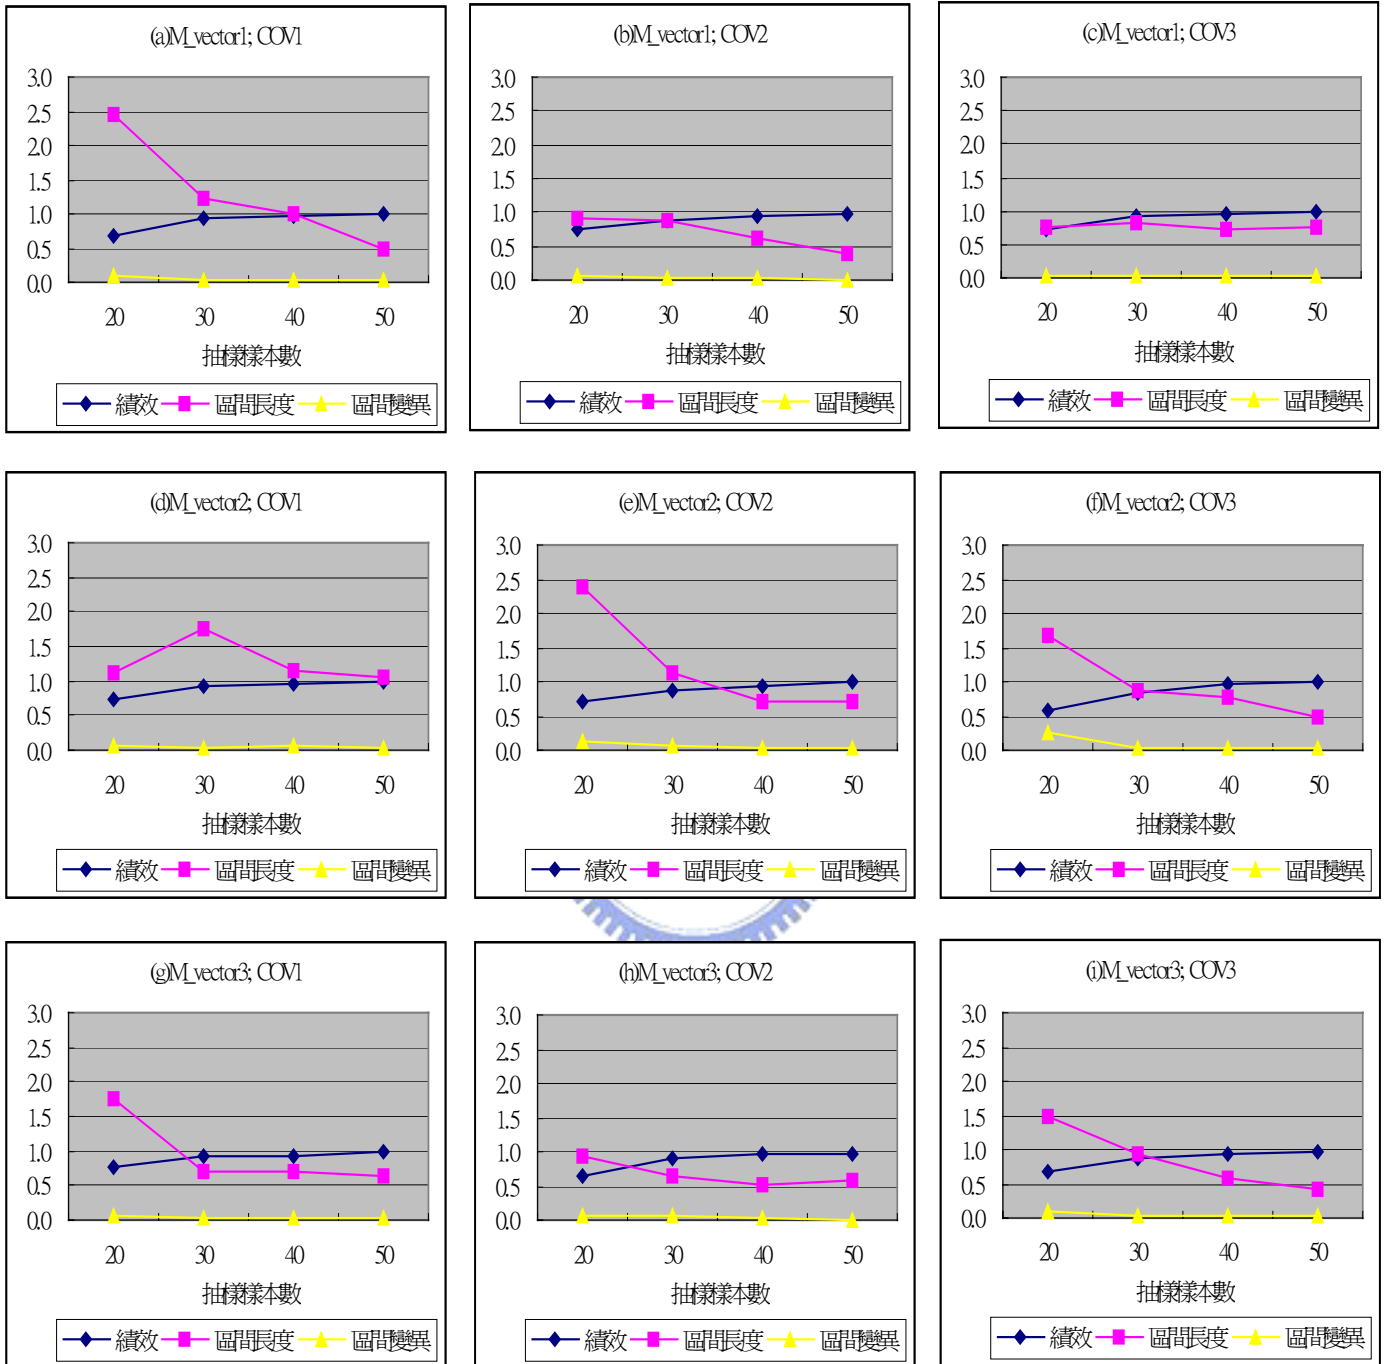 (a)M_vector1; COV1
3.0
2.5
2.0
1.5
1.0
0.5
0.0
20 30 40 50
抽樣樣本數
績效 區間長度 區間變異
(b)M_vector1; COV2
3.0
2.5
2.0
1.5
1.0
0.5
0.0
20 30 40 50
抽樣樣本數
績效 區間長度 區間變異
(c)M_vector1; COV3
3.0
2.5
2.0
1.5
1.0
0.5
0.0
20 30 40 50
抽樣樣本數
績效 區間長度 區間變異
(d)M_vector2; COV1
3.0
2.5
2.0
1.5
1.0
0.5
0.0
20 30 40 50
抽樣樣本數
績效 區間長度 區間變異
(e)M_vector2; COV2
3.0
2.5
2.0
1.5
1.0
0.5
0.0
20 30 40 50
抽樣樣本數
績效 區間長度 區間變異
(f)M_vector2; COV3
3.0
2.5
2.0
1.5
1.0
0.5
0.0
20 30 40 50
抽樣樣本數
績效 區間長度 區間變異
(g)M_vector3; COV1
3.0
2.5
2.0
1.5
1.0
0.5
0.0
20 30 40 50
抽樣樣本數
績效 區間長度 區間變異
(h)M_vector3; COV2
3.0
2.5
2.0
1.5
1.0
0.5
0.0
20 30 40 50
抽樣樣本數
績效 區間長度 區間變異
(i)M_vector3; COV3
3.0
2.5
2.0
1.5
1.0
0.5
0.0
20 30 40 50
抽樣樣本數
績效 區間長度 區間變異